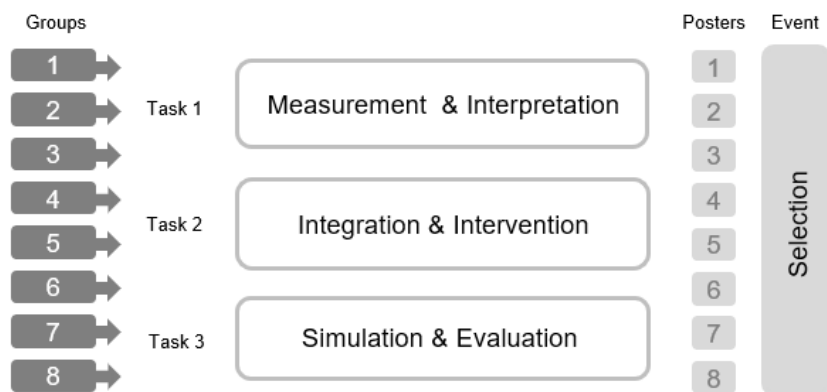 Groups
Posters
Event
1
2
3
4
5
6
7
8
Task 1
Measurement & Interpretation
Task 2
Integration & Intervention
Task 3
Simulation & Evaluation
1
2
3
4
5
6
7
8
Selection